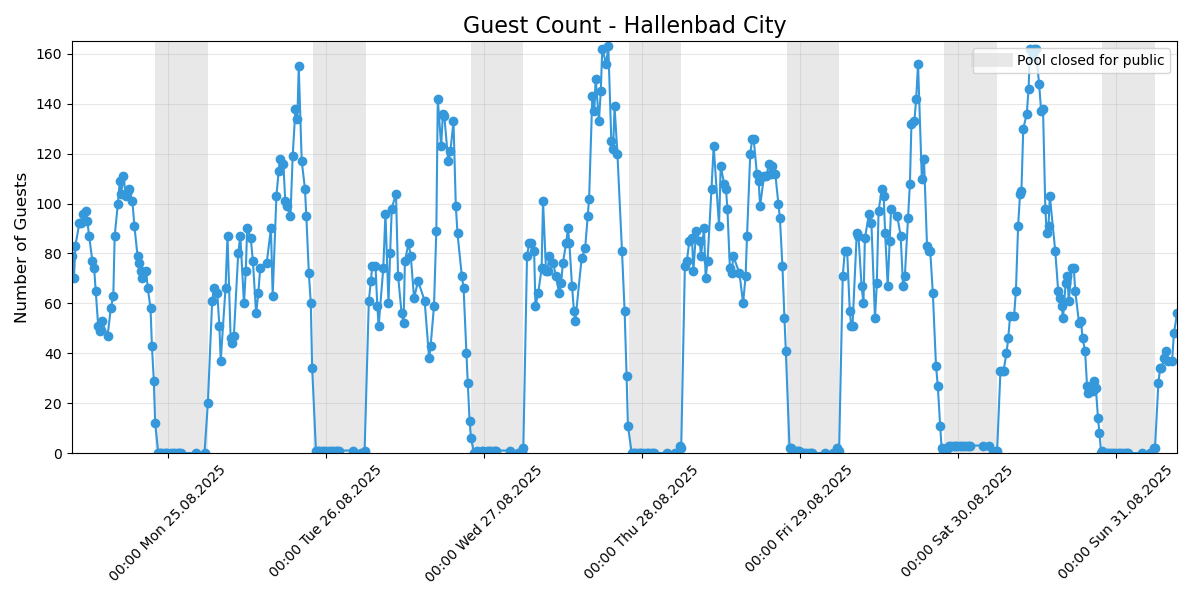 Guest Count - Hallenbad City
Pool closed for public
Number of Guests
160
140
120
100
80
60
40
20
0
00:00 Mon 25.08.2025
00:00 Tue 26.08.2025
00:00 Wed 27.08.2025
00:00 Thu 28.08.2025
00:00 Fri 29.08.2025
00:00 Sat 30.08.2025
00:00 Sun 31.08.2025